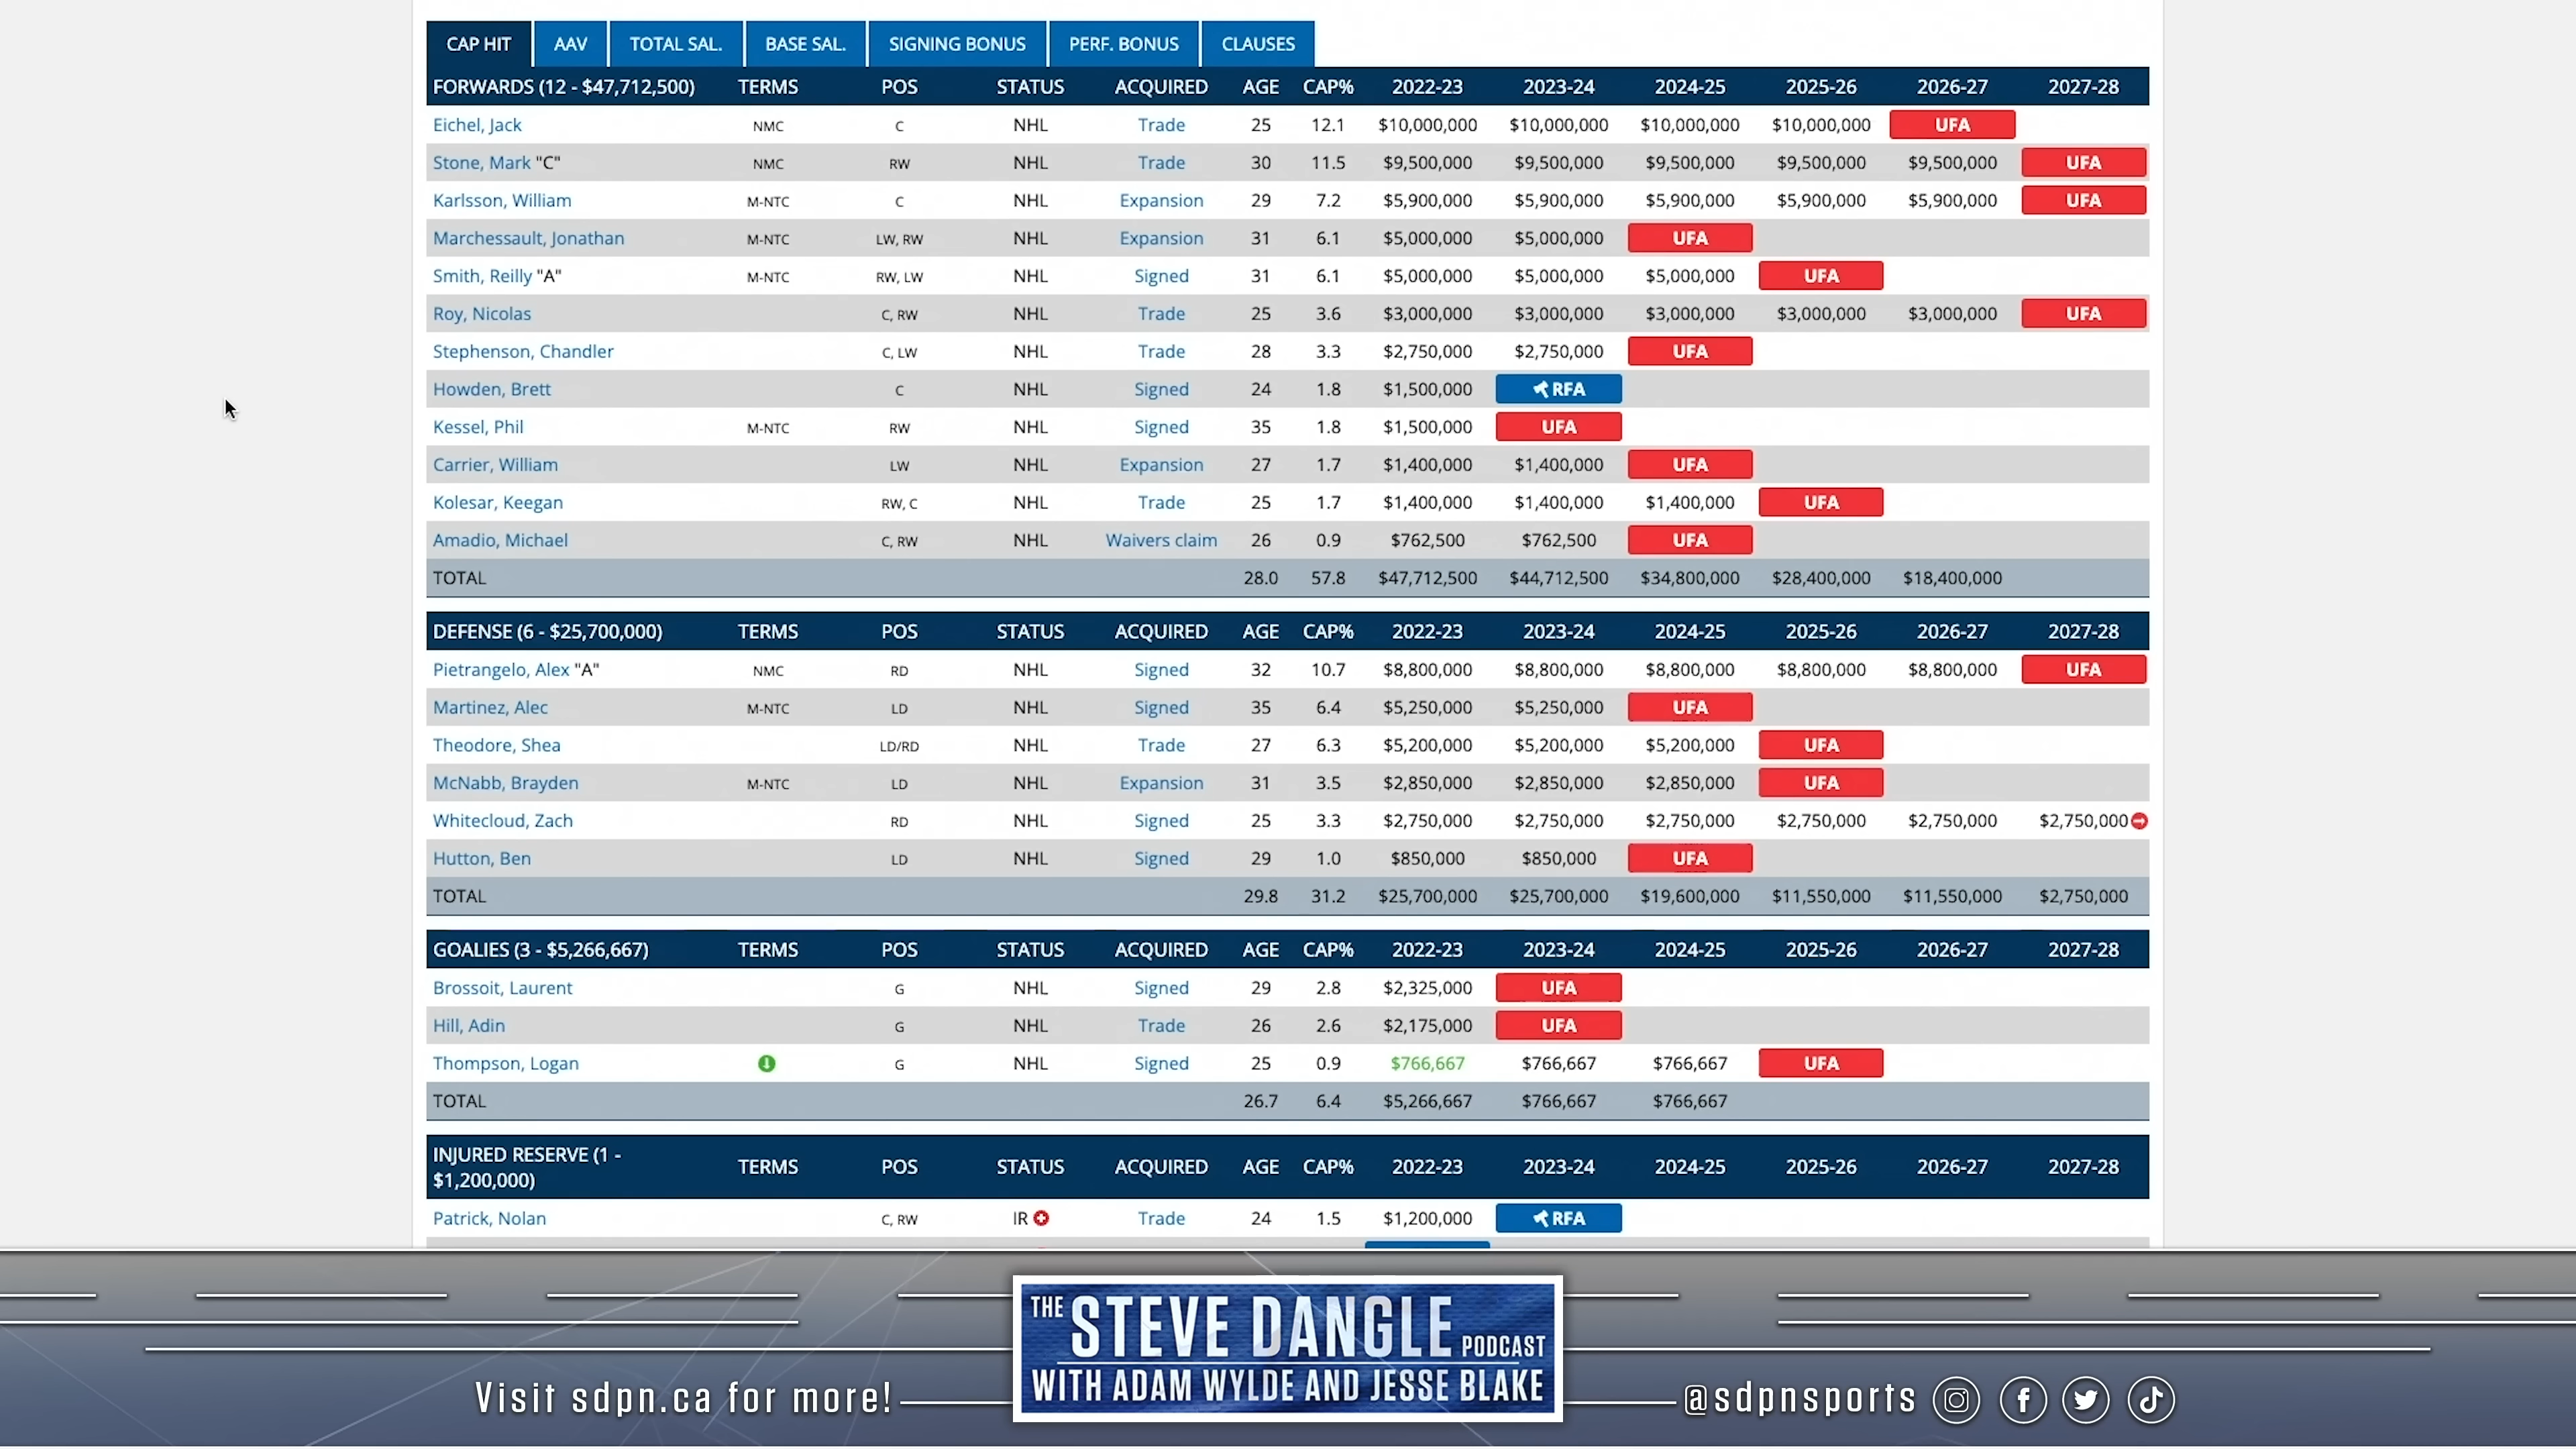 CAP HIT AAV TOTAL SAL. BASE SAL. SIGNING BONUS PERF. BONUS CLAUSES
FORWARDS (12 - $47,712,500) TERMS POS STATUS ACQUIRED AGE CAP% 2022-23 2023-24 2024-25 2025-26 2026-27 2027-28
Eichel, Jack NMC C NHL Trade 25 12.1 $10,000,000 $10,000,000 $10,000,000 $10,000,000 UFA
Stone, Mark "C" NMC RW NHL Trade 30 11.5 $9,500,000 $9,500,000 $9,500,000 $9,500,000 $9,500,000 UFA
Karlsson, William M-NTC C NHL Expansion 29 7.2 $5,900,000 $5,900,000 $5,900,000 $5,900,000 $5,900,000 UFA
Marchessault, Jonathan M-NTC LW, RW NHL Expansion 31 6.1 $5,000,000 $5,000,000 UFA
Smith, Reilly "A" M-NTC RW, LW NHL Signed 31 6.1 $5,000,000 $5,000,000 $5,000,000 UFA
Roy, Nicolas C, RW NHL Trade 25 3.6 $3,000,000 $3,000,000 $3,000,000 $3,000,000 $3,000,000 UFA
Stephenson, Chandler C, LW NHL Trade 28 3.3 $2,750,000 $2,750,000 UFA
Howden, Brett C NHL Signed 24 1.8 $1,500,000 RFA
Kessel, Phil M-NTC RW NHL Signed 35 1.8 $1,500,000 UFA
Carrier, William LW NHL Expansion 27 1.7 $1,400,000 $1,400,000 UFA
Kolesar, Keegan RW, C NHL Trade 25 1.7 $1,400,000 $1,400,000 $1,400,000 UFA
Amadio, Michael C, RW NHL Waivers claim 26 0.9 $762,500 $762,500 UFA
TOTAL 28.0 57.8 $47,712,500 $44,712,500 $34,800,000 $28,400,000 $18,400,000
DEFENSE (6 - $25,700,000) TERMS POS STATUS ACQUIRED AGE CAP% 2022-23 2023-24 2024-25 2025-26 2026-27 2027-28
Pietrangelo, Alex "A" NMC RD NHL Signed 32 10.7 $8,800,000 $8,800,000 $8,800,000 $8,800,000 $8,800,000 UFA
Martinez, Alec M-NTC LD NHL Signed 35 6.4 $5,250,000 $5,250,000 UFA
Theodore, Shea LD/RD NHL Trade 27 6.3 $5,200,000 $5,200,000 $5,200,000 UFA
McNabb, Brayden M-NTC LD NHL Expansion 31 3.5 $2,850,000 $2,850,000 $2,850,000 UFA
Whitecloud, Zach RD NHL Signed 25 3.3 $2,750,000 $2,750,000 $2,750,000 $2,750,000 $2,750,000 $2,750,000
Hutton, Ben LD NHL Signed 29 1.0 $850,000 $850,000 UFA
TOTAL 29.8 31.2 $25,700,000 $25,700,000 $19,600,000 $11,550,000 $11,550,000 $2,750,000
GOALIES (3 - $5,266,667) TERMS POS STATUS ACQUIRED AGE CAP% 2022-23 2023-24 2024-25 2025-26 2026-27 2027-28
Brossoit, Laurent G NHL Signed 29 2.8 $2,325,000 UFA
Hill, Adin G NHL Trade 26 2.6 $2,175,000 UFA
Thompson, Logan G NHL Signed 25 0.9 $766,667 $766,667 $766,667 UFA
TOTAL 26.7 6.4 $5,266,667 $766,667 $766,667
INJURED RESERVE (1 -
$1,200,000) TERMS POS STATUS ACQUIRED AGE CAP% 2022-23 2023-24 2024-25 2025-26 2026-27 2027-28
Patrick, Nolan C, RW IR Trade 24 1.5 $1,200,000 RFA
THE STEVE DANGLE PODCAST
WITH ADAM WYLDE AND JESSE BLAKE
Visit sdpn.ca for more!
@sdpnsports